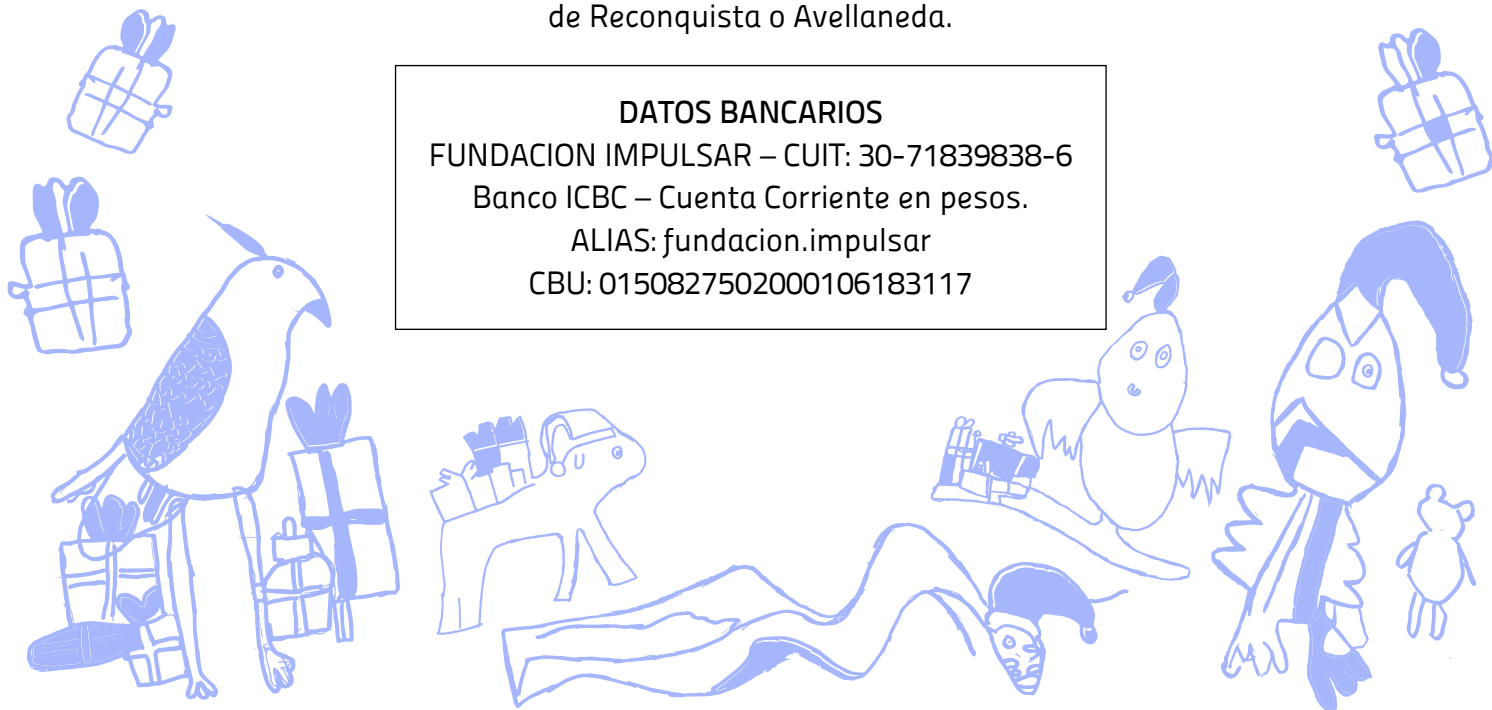 de Reconquista o Avellaneda.
DATOS BANCARIOS
FUNDACION IMPULSAR – CUIT: 30-71839838-6
Banco ICBC – Cuenta Corriente en pesos.
ALIAS: fundacion.impulsar
CBU: 0150827502000106183117